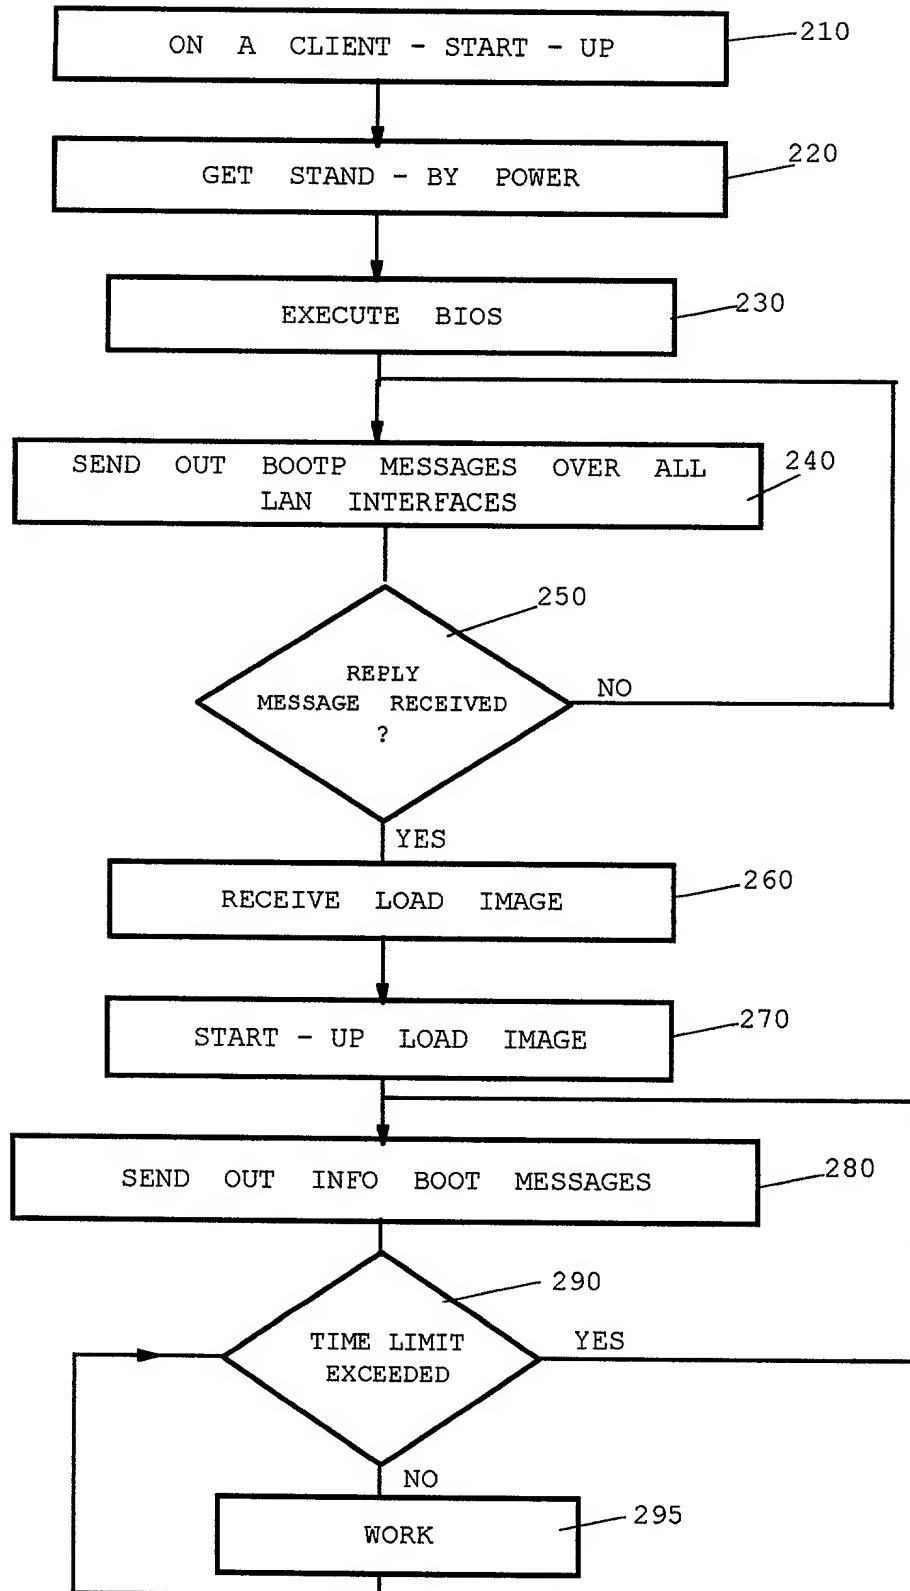 ON A CLIENT - START - UP
210
GET STAND - BY POWER
220
EXECUTE BIOS
230
SEND OUT BOOTP MESSAGES OVER ALL
LAN INTERFACES
240
250
REPLY
MESSAGE RECEIVED
?
NO
YES
RECEIVE LOAD IMAGE
260
START - UP LOAD IMAGE
270
SEND OUT INFO BOOT MESSAGES
280
290
TIME LIMIT
EXCEEDED
YES
NO
WORK
295